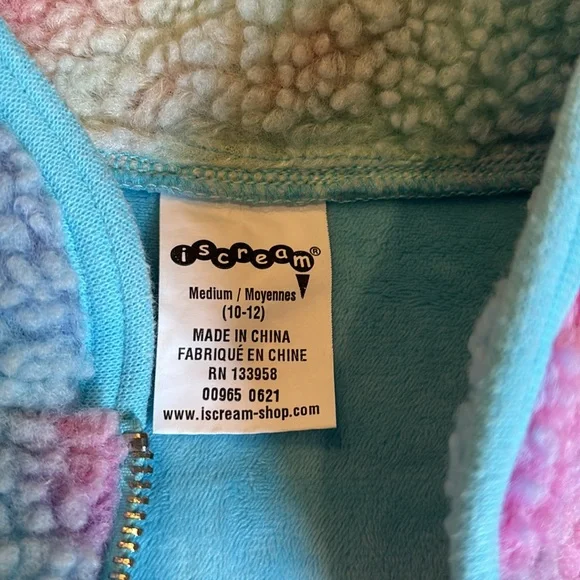 iscream®
Medium / Moyennes
(10-12)
MADE IN CHINA
FABRIQUÉ EN CHINE
RN 133958
00965 0621
www.iscream-shop.com